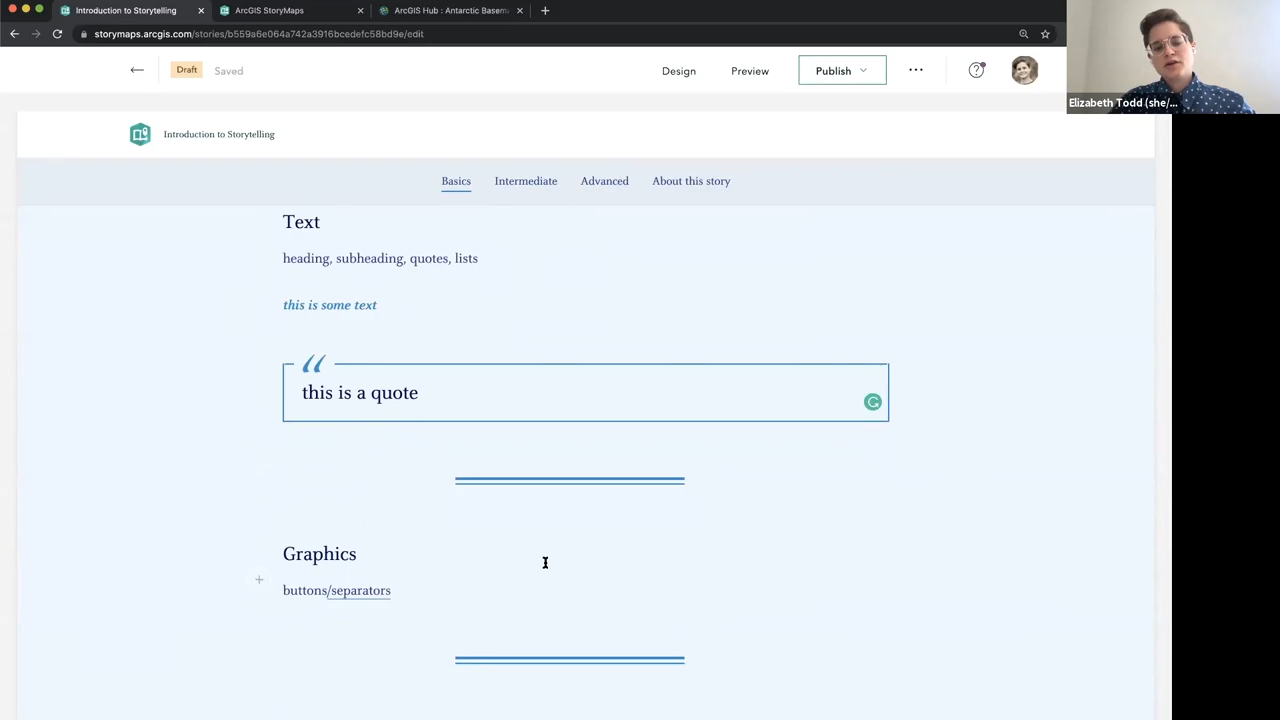 Introduction to Storytelling
ArcGIS StoryMaps
ArcGIS Hub : Antarctic Basem
storymaps.arcgis.com/stories/b559a6e064a742a3916bcedefc58bd9e/edit
Draft
Saved
Design
Preview
Publish
Elizabeth Todd (she/...
Introduction to Storytelling
Basics
Intermediate
Advanced
About this story
Text
heading, subheading, quotes, lists
this is some text
“
this is a quote
Graphics
buttons/separators